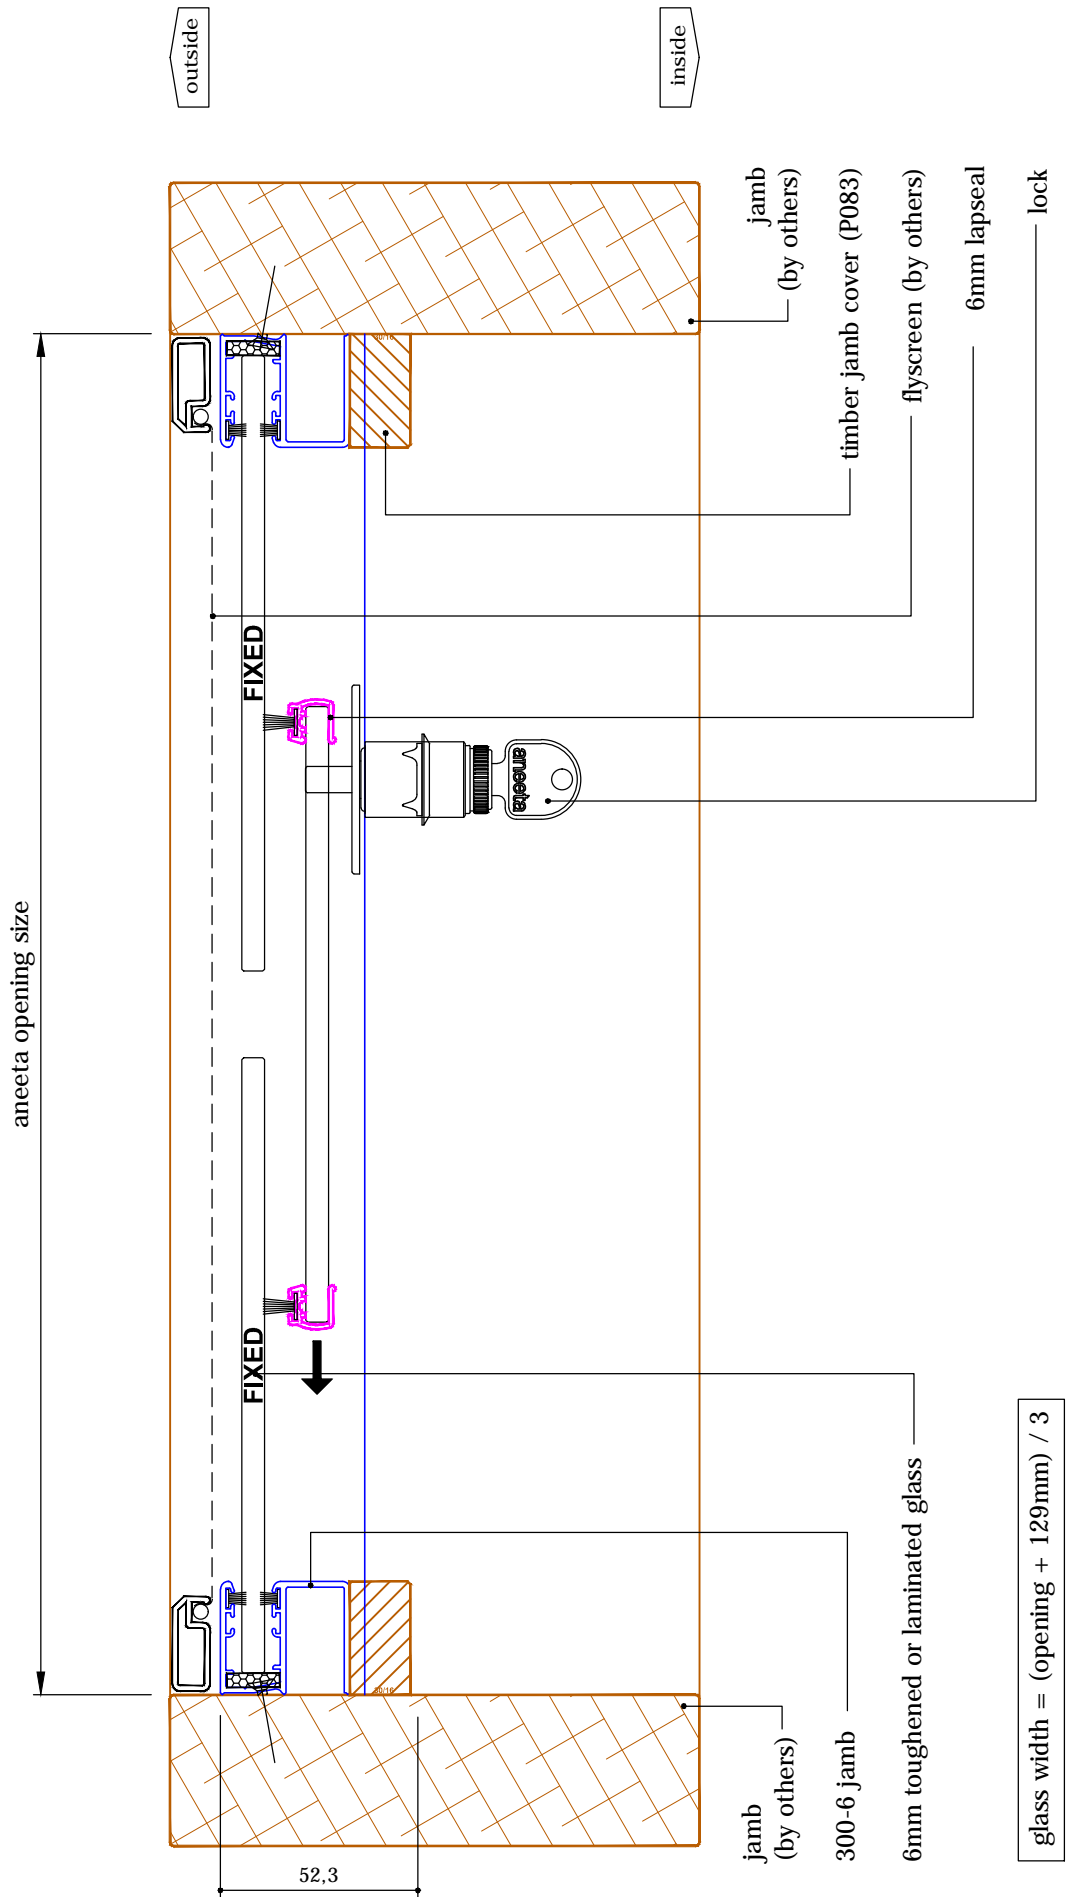 outside
inside
jamb
(by others)
timber jamb cover (P083)
flyscreen (by others)
6mm lapseal
lock
aneeta opening size
FIXED
aneeta
FIXED
jamb
(by others)
300-6 jamb
6mm toughened or laminated glass
glass width = (opening + 129mm) / 3
52,3